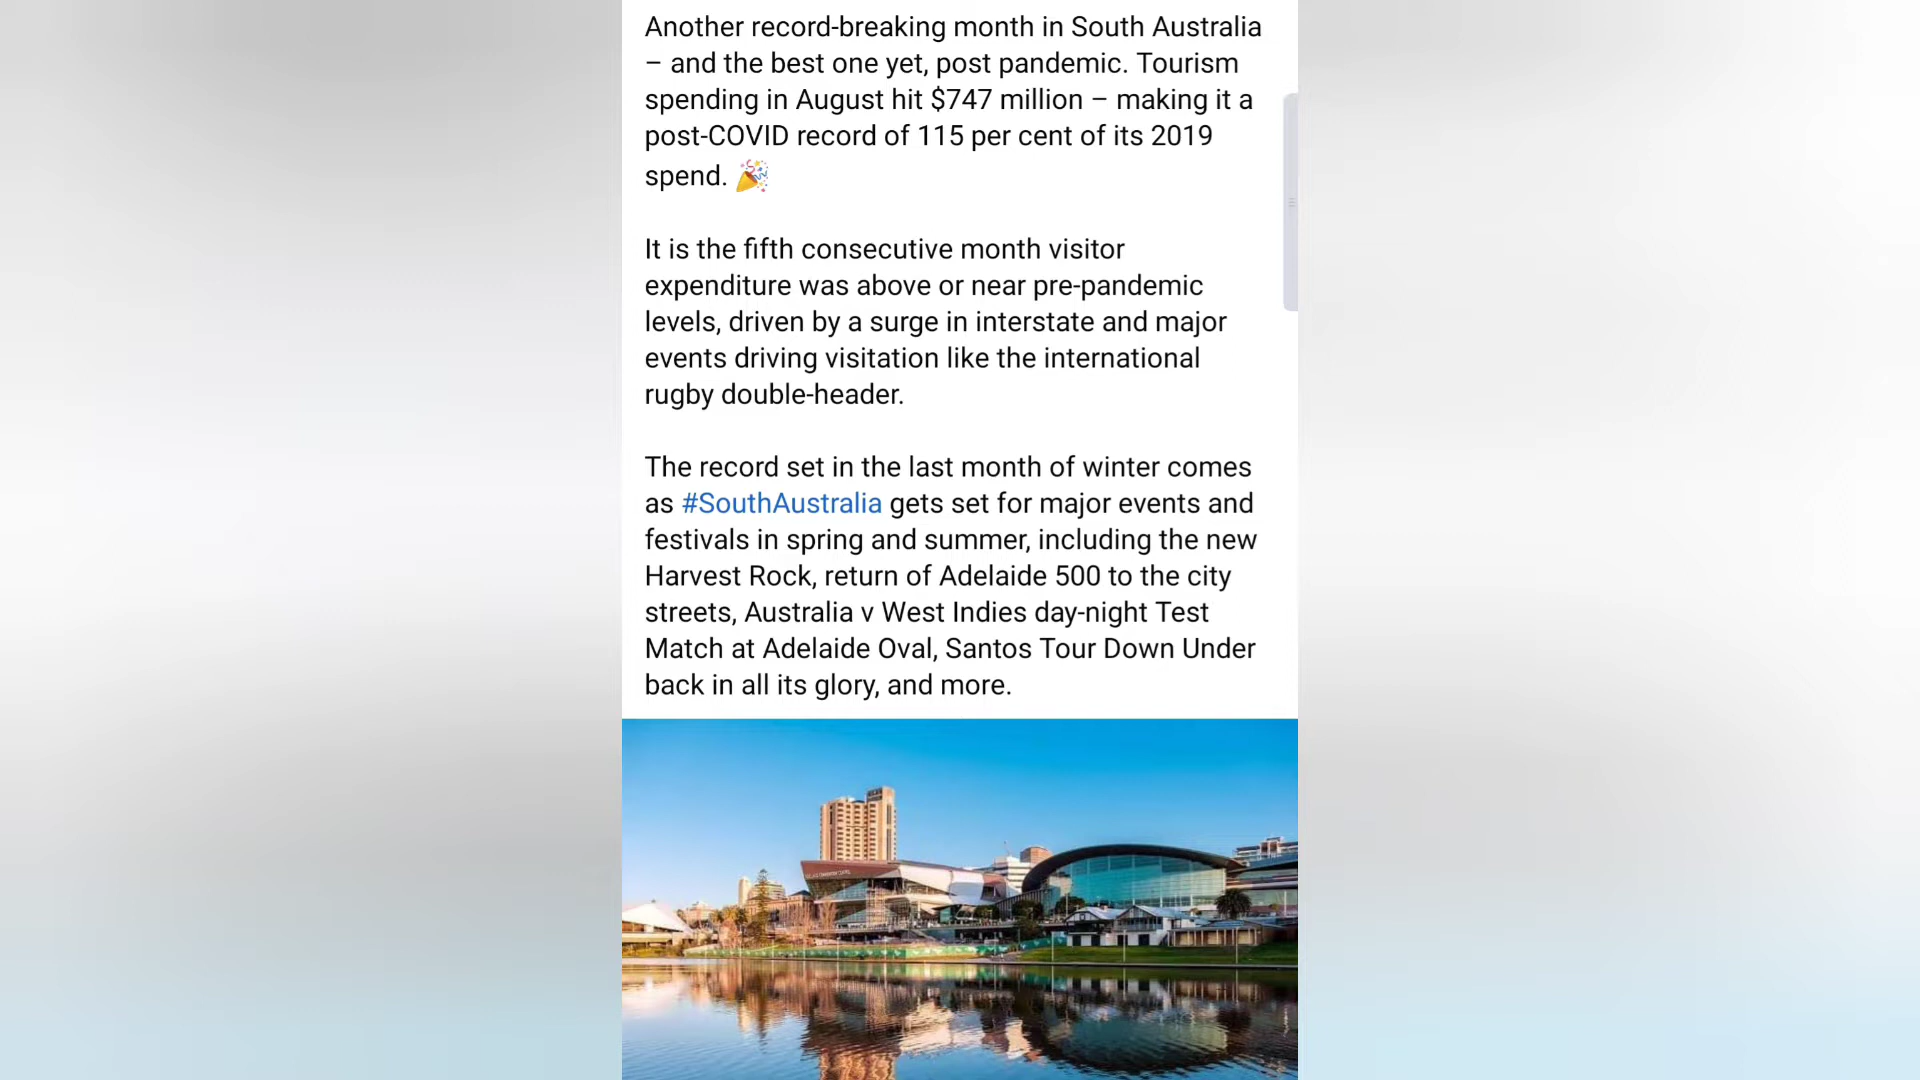 Another record-breaking month in South Australia
– and the best one yet, post pandemic. Tourism
spending in August hit $747 million – making it a
post-COVID record of 115 per cent of its 2019
spend. 🎉
It is the fifth consecutive month visitor
expenditure was above or near pre-pandemic
levels, driven by a surge in interstate and major
events driving visitation like the international
rugby double-header.
The record set in the last month of winter comes
as #SouthAustralia gets set for major events and
festivals in spring and summer, including the new
Harvest Rock, return of Adelaide 500 to the city
streets, Australia v West Indies day-night Test
Match at Adelaide Oval, Santos Tour Down Under
back in all its glory, and more.